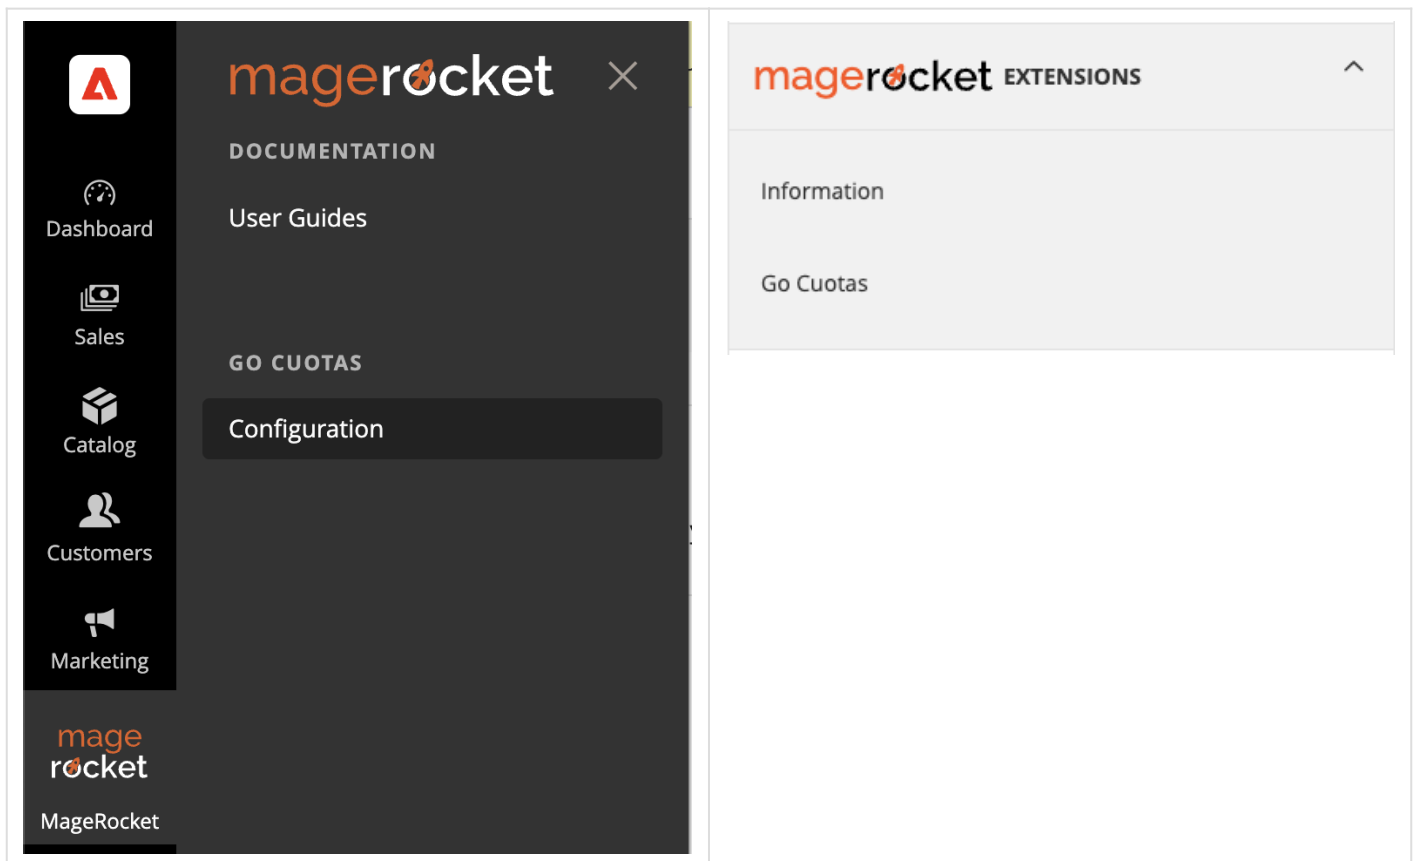 Dashboard
Sales
Catalog
Customers
Marketing
mage
rocket
MageRocket
magerocket
DOCUMENTATION
User Guides
GO CUOTAS
Configuration
magerocket EXTENSIONS
Information
Go Cuotas